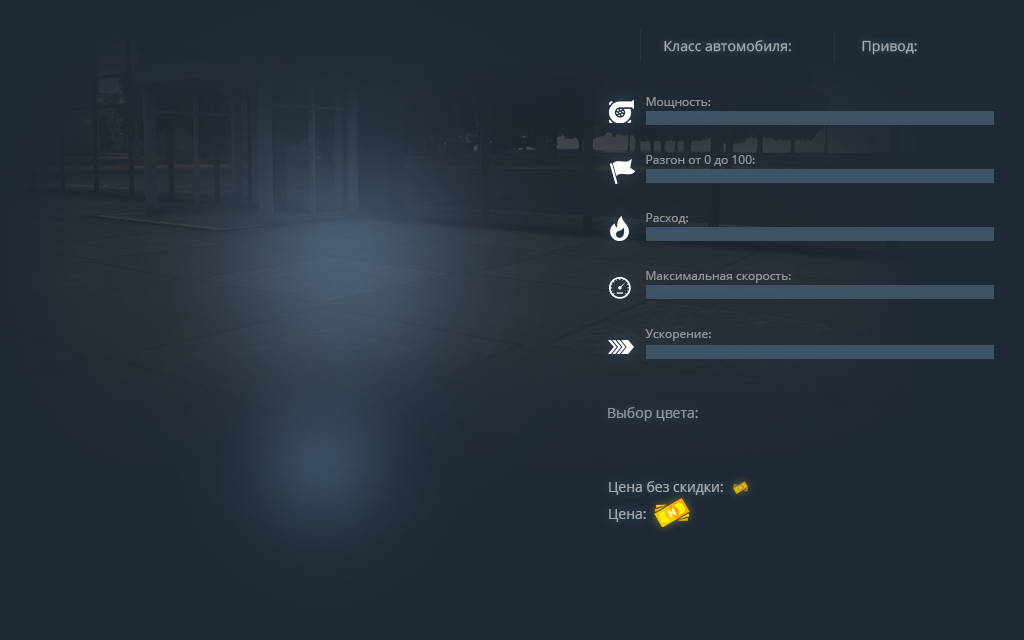 Класс автомобиля:
Привод:
Мощность:
Разгон от 0 до 100:
Расход:
Максимальная скорость:
Ускорение:
Выбор цвета:
Цена без скидки:
Цена:
N